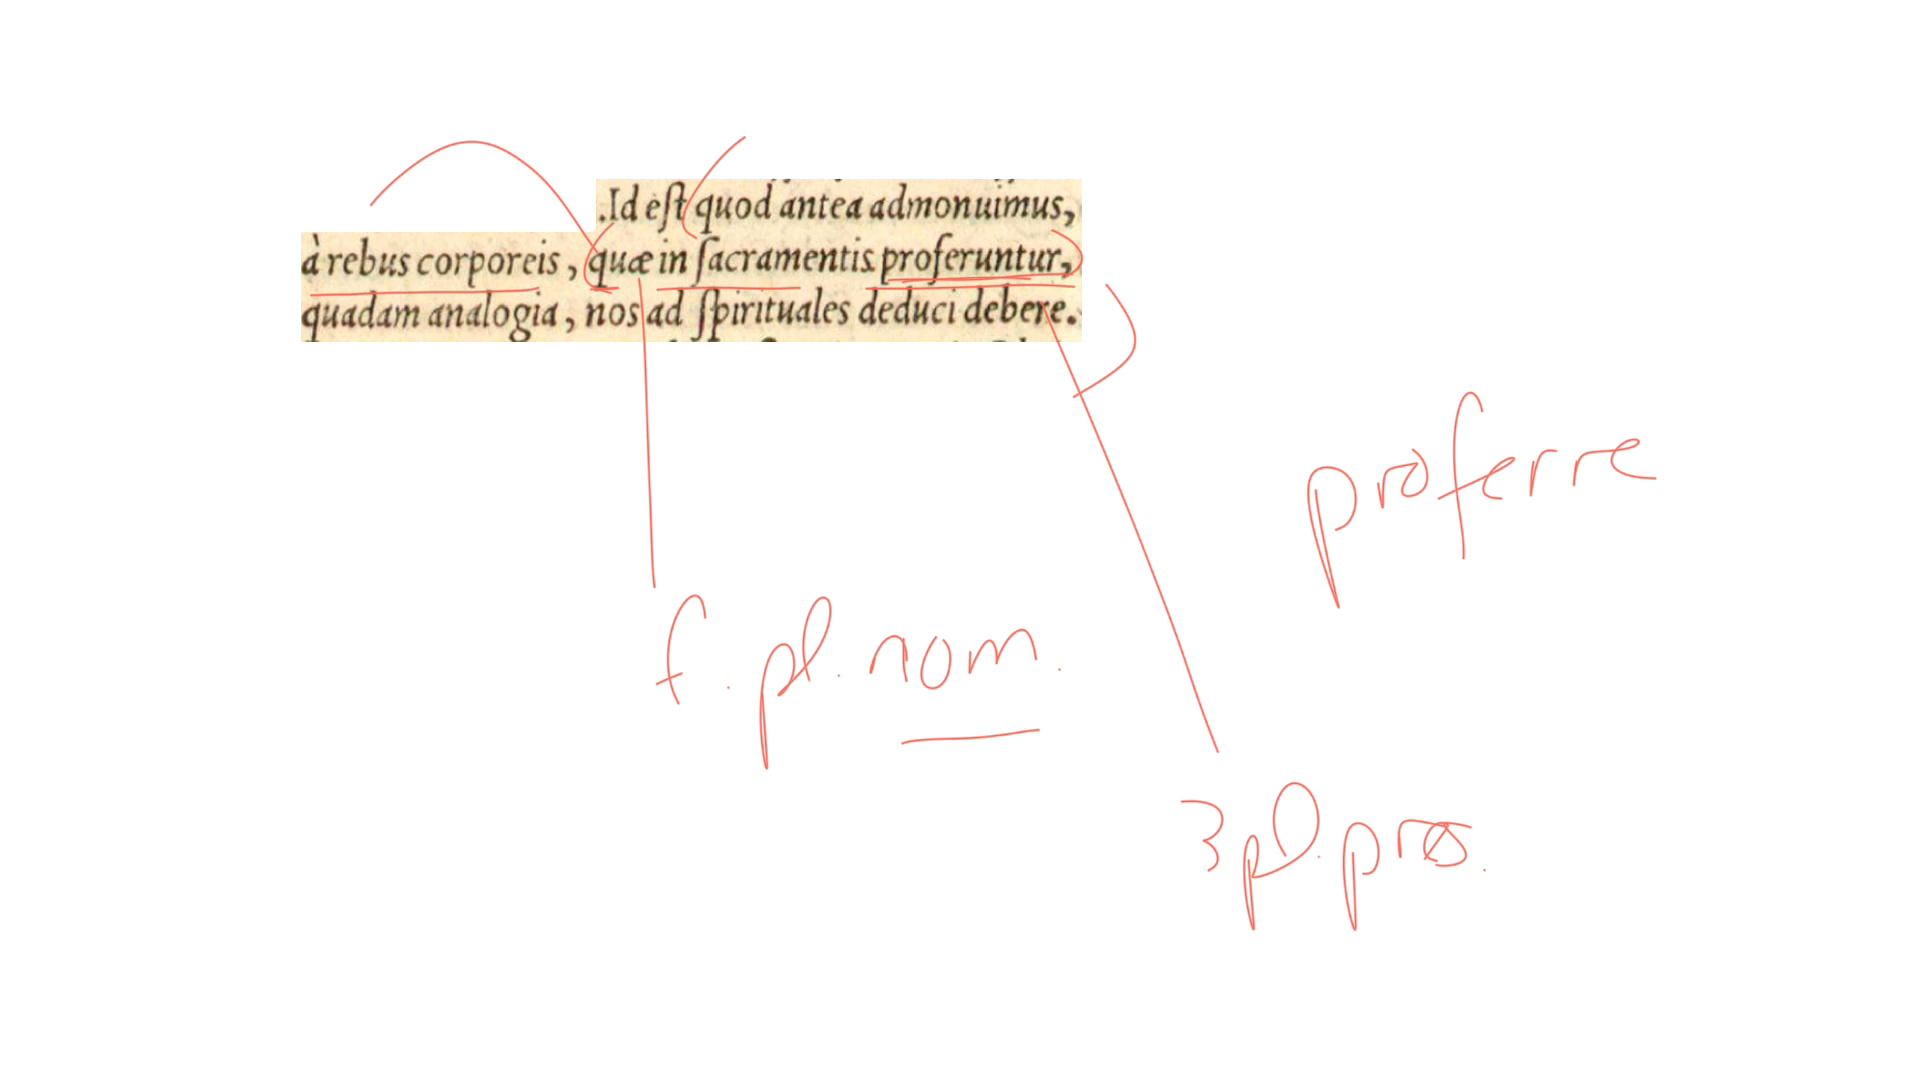 .Id eſt quod antea admonuimus,
à rebus corporeis, quæ in ſacramentis proferuntur,
quadam analogia, nos ad ſpirituales deduci debere.
proferre
f. pl. nom.
3 pl. pres.